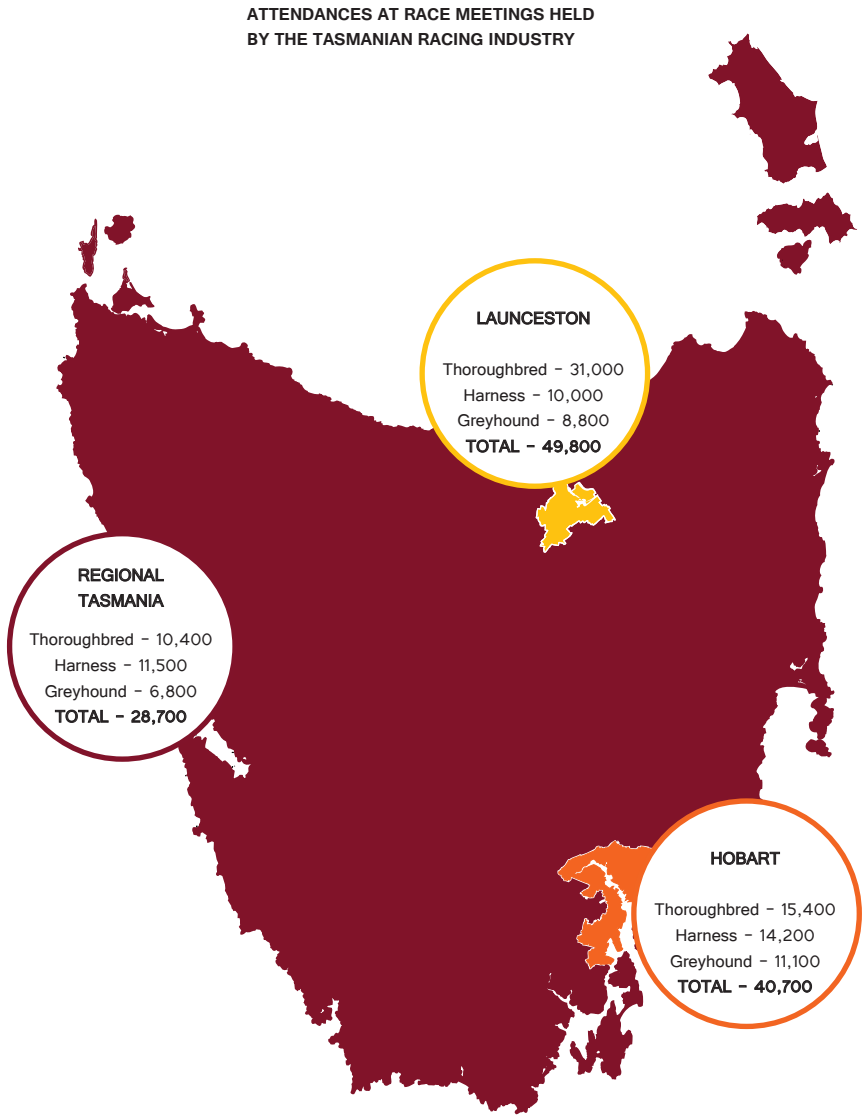 ATTENDANCES AT RACE MEETINGS HELD
BY THE TASMANIAN RACING INDUSTRY
LAUNCESTON
Thoroughbred – 31,000
Harness – 10,000
Greyhound – 8,800
TOTAL – 49,800
REGIONAL
TASMANIA
Thoroughbred – 10,400
Harness – 11,500
Greyhound – 6,800
TOTAL – 28,700
HOBART
Thoroughbred – 15,400
Harness – 14,200
Greyhound – 11,100
TOTAL – 40,700